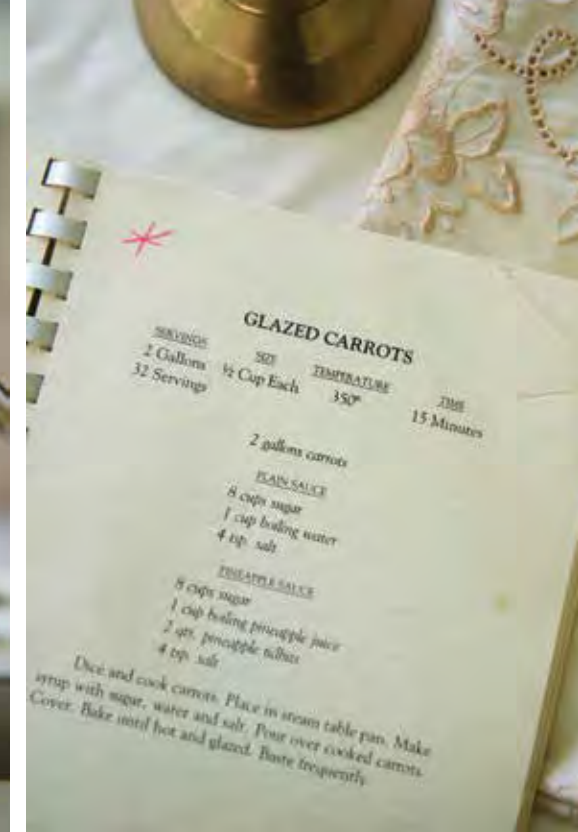 GLAZED CARROTS
SERVINGS
2 Gallons
32 Servings
SIZE
½ Cup Each
TEMPERATURE
350°
TIME
15 Minutes
2 gallons carrots
PLAIN SAUCE
8 cups sugar
1 cup boiling water
4 tsp. salt
PINEAPPLE SAUCE
8 cups sugar
1 cup boiling pineapple juice
2 qts. pineapple tidbits
4 tsp. salt
Dice and cook carrots. Place in steam table pan. Make
syrup with sugar, water and salt. Pour over cooked carrots.
Cover. Bake until hot and glazed. Baste frequently.